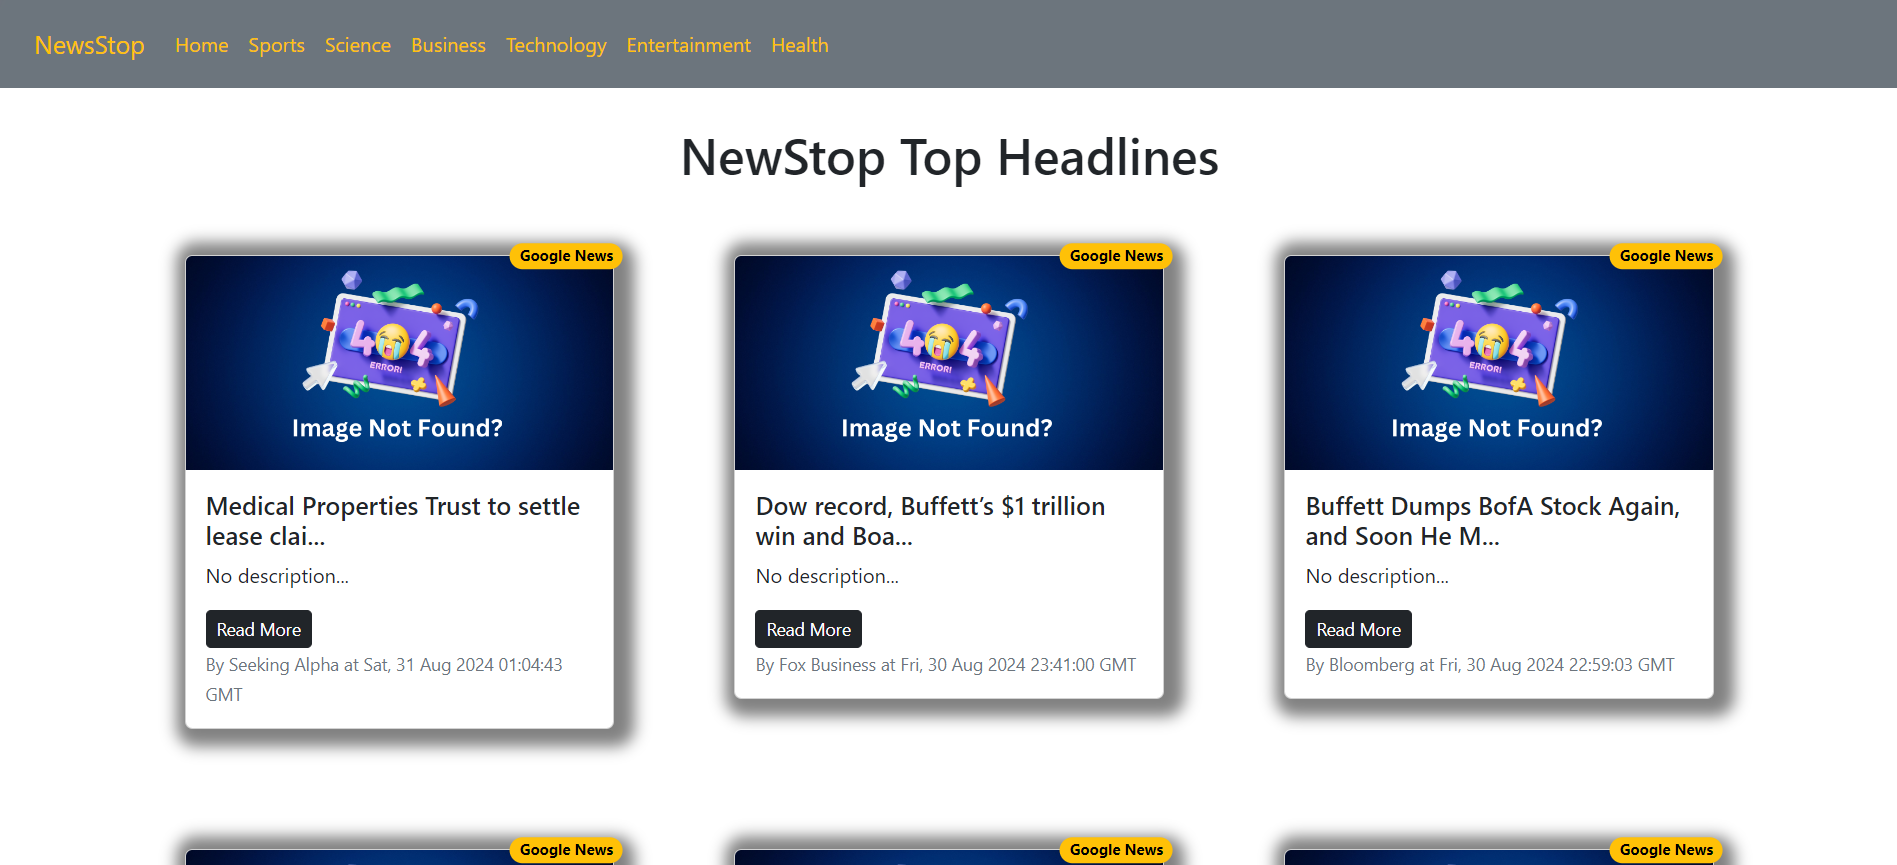 NewsStop Home Sports Science Business Technology Entertainment Health
NewStop Top Headlines
Google News
404
ERROR!
Image Not Found?
Medical Properties Trust to settle
lease clai...
No description...
Read More
By Seeking Alpha at Sat, 31 Aug 2024 01:04:43
GMT
Google News
404
ERROR!
Image Not Found?
Dow record, Buffett’s $1 trillion
win and Boa...
No description...
Read More
By Fox Business at Fri, 30 Aug 2024 23:41:00 GMT
Google News
404
ERROR!
Image Not Found?
Buffett Dumps BofA Stock Again,
and Soon He M...
No description...
Read More
By Bloomberg at Fri, 30 Aug 2024 22:59:03 GMT
Google News
Google News
Google News